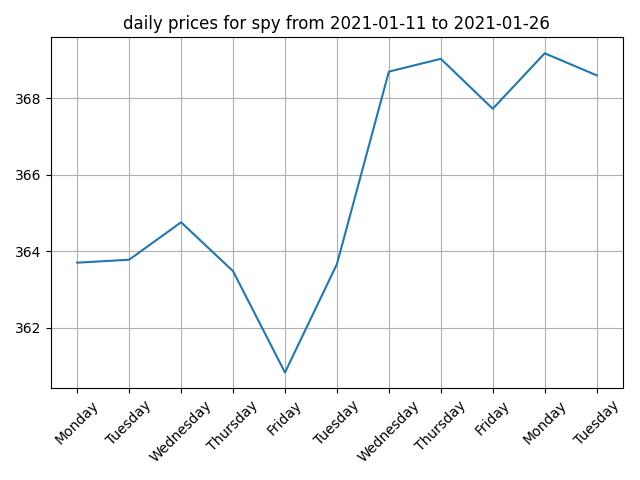 daily prices for spy from 2021-01-11 to 2021-01-26
368
366
364
362
Monday
Tuesday
Wednesday
Thursday
Friday
Tuesday
Wednesday
Thursday
Friday
Monday
Tuesday